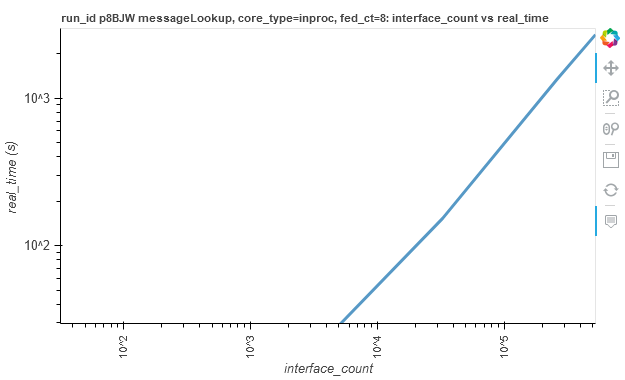 run_id p8BJW messageLookup, core_type=inproc, fed_ct=8: interface_count vs real_time
10^3
10^2
real_time (s)
10^2
10^3
10^4
10^5
interface_count